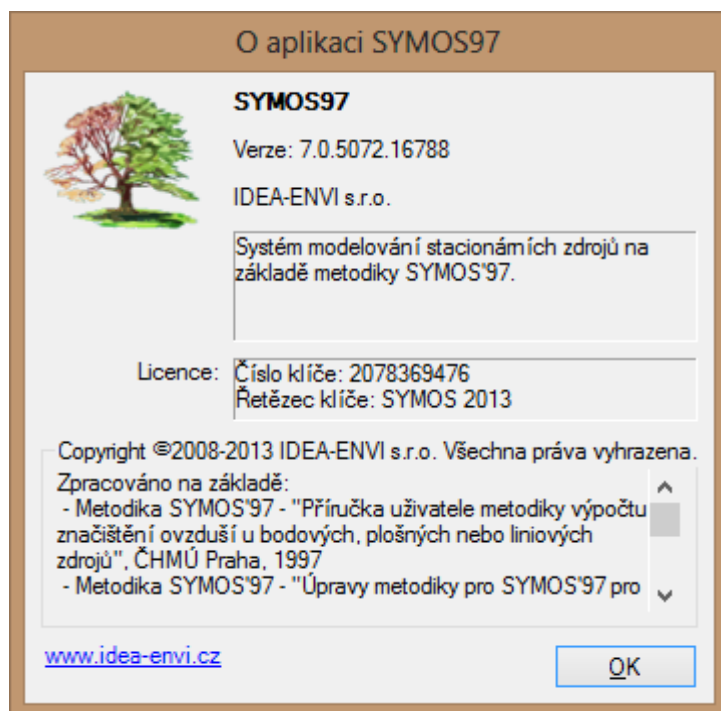 O aplikaci SYMOS97
SYMOS97
Verze: 7.0.5072.16788
IDEA-ENVI s.r.o.
Systém modelování stacionárních zdrojů na
základě metodiky SYMOS'97.
Licence:
Číslo klíče: 2078369476
Řetězec klíče: SYMOS 2013
Copyright ©2008-2013 IDEA-ENVI s.r.o. Všechna práva vyhrazena.
Zpracováno na základě:
- Metodika SYMOS'97 - "Příručka uživatele metodiky výpočtu
značištění ovzduší u bodových, plošných nebo liniových
zdrojů", ČHMÚ Praha, 1997
- Metodika SYMOS'97 - "Úpravy metodiky pro SYMOS'97 pro
www.idea-envi.cz
OK